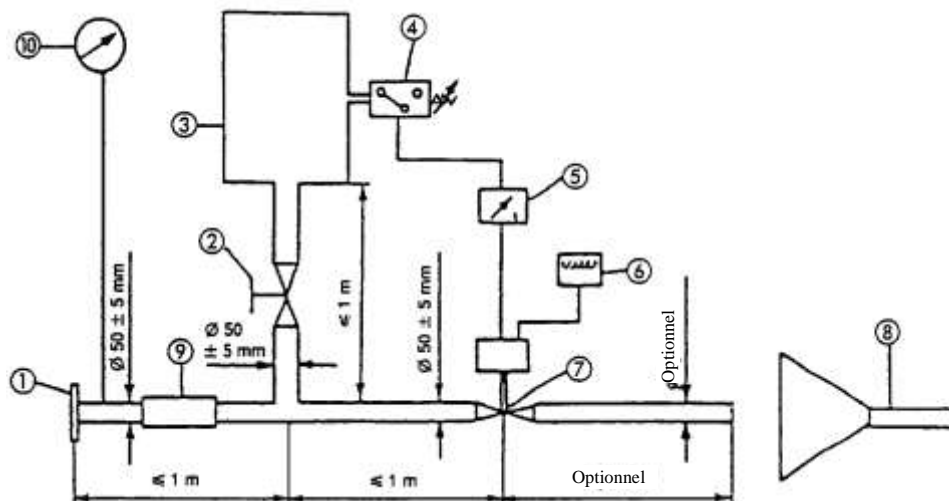 10
4
3
5
2
6
Ø 50 ± 5 mm
≤ 1 m
Ø 50 ± 5 mm
Optionnel
Ø 50
± 5 mm
9
7
8
1
≤ 1 m
≤ 1 m
Optionnel